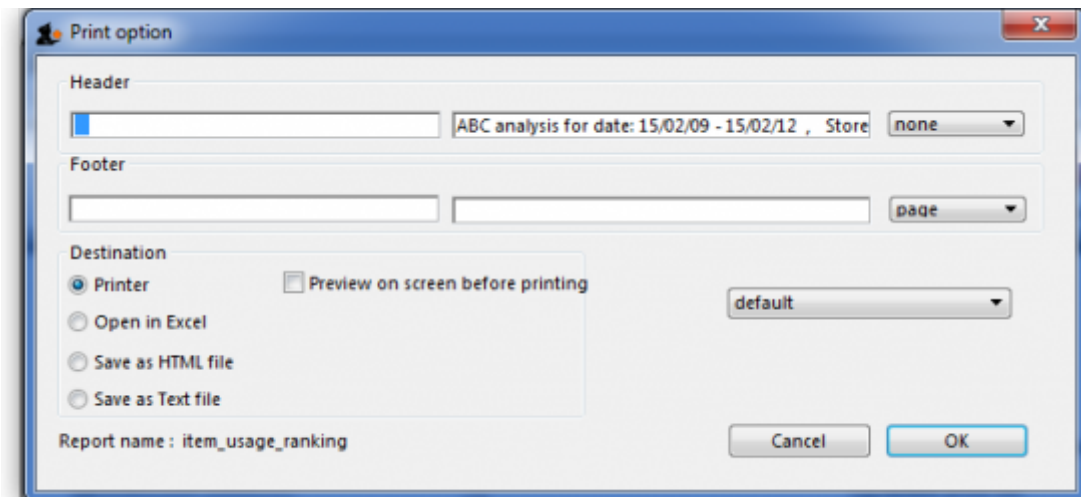 Print option
Header
ABC analysis for date: 15/02/09 - 15/02/12 , Store none
Footer
page
Destination
Printer Preview on screen before printing
default
Open in Excel
Save as HTML file
Save as Text file
Report name : item_usage_ranking Cancel OK